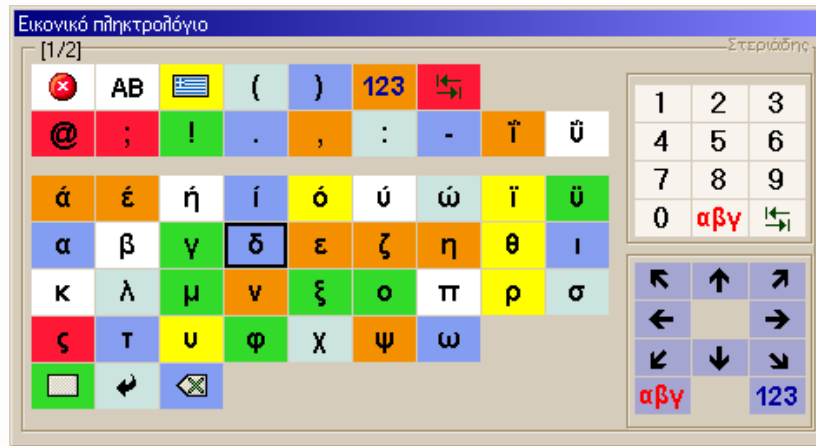 Εικονικό πληκτρολόγιο
[1/2]
Στεριάδης
AB ( ) 123
@ ; ! . , : - ΐ ΰ
ά έ ή ί ό ύ ώ ϊ ϋ
α β γ δ ε ζ η θ ι
κ λ μ ν ξ ο π ρ σ
ς τ υ φ χ ψ ω
1 2 3
4 5 6
7 8 9
0 αβγ
αβγ 123